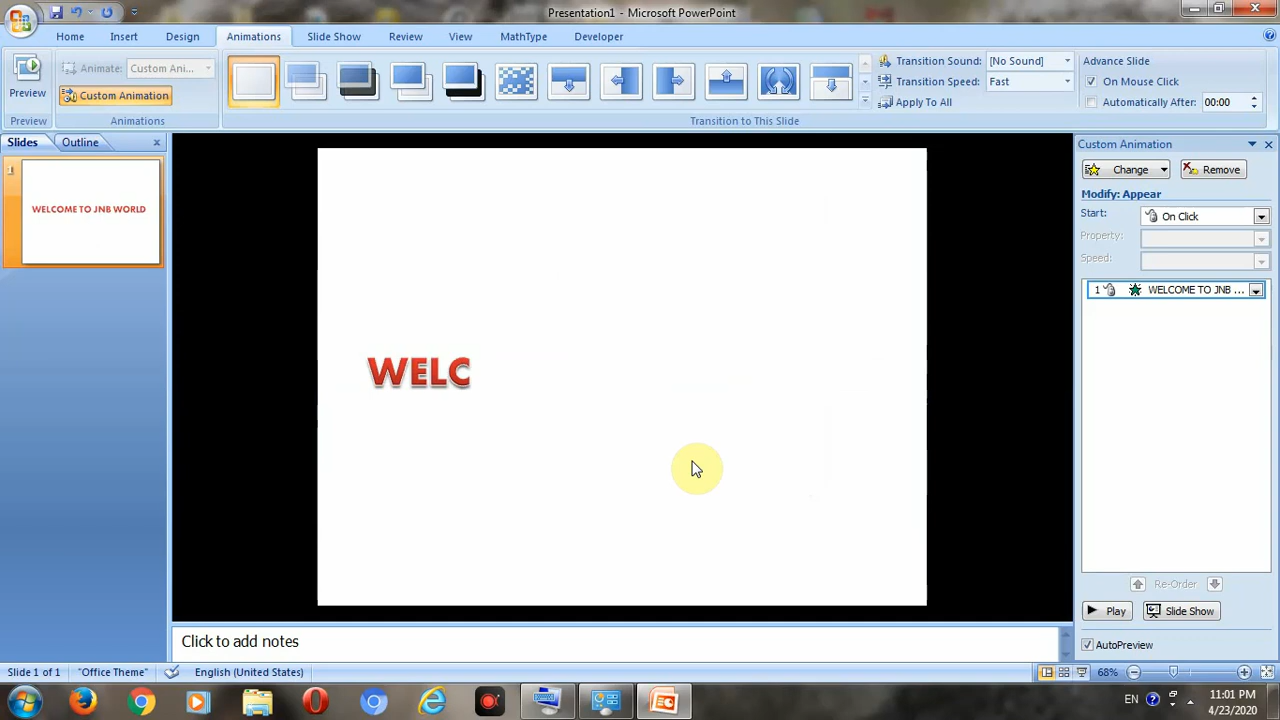 Presentation1 - Microsoft PowerPoint
Home Insert Design Animations Slide Show Review View MathType Developer
Preview
Preview
Animate: Custom Ani...
Custom Animation
Animations
Transition to This Slide
Transition Sound: [No Sound]
Transition Speed: Fast
Apply To All
Advance Slide
On Mouse Click
Automatically After: 00:00
Slides Outline
1
WELCOME TO JNB WORLD
WELC
Custom Animation
Change Remove
Modify: Appear
Start: On Click
Property:
Speed:
1 WELCOME TO JNB ...
Re-Order
Play Slide Show
AutoPreview
Click to add notes
Slide 1 of 1 "Office Theme" English (United States) 68%
EN 11:01 PM
4/23/2020